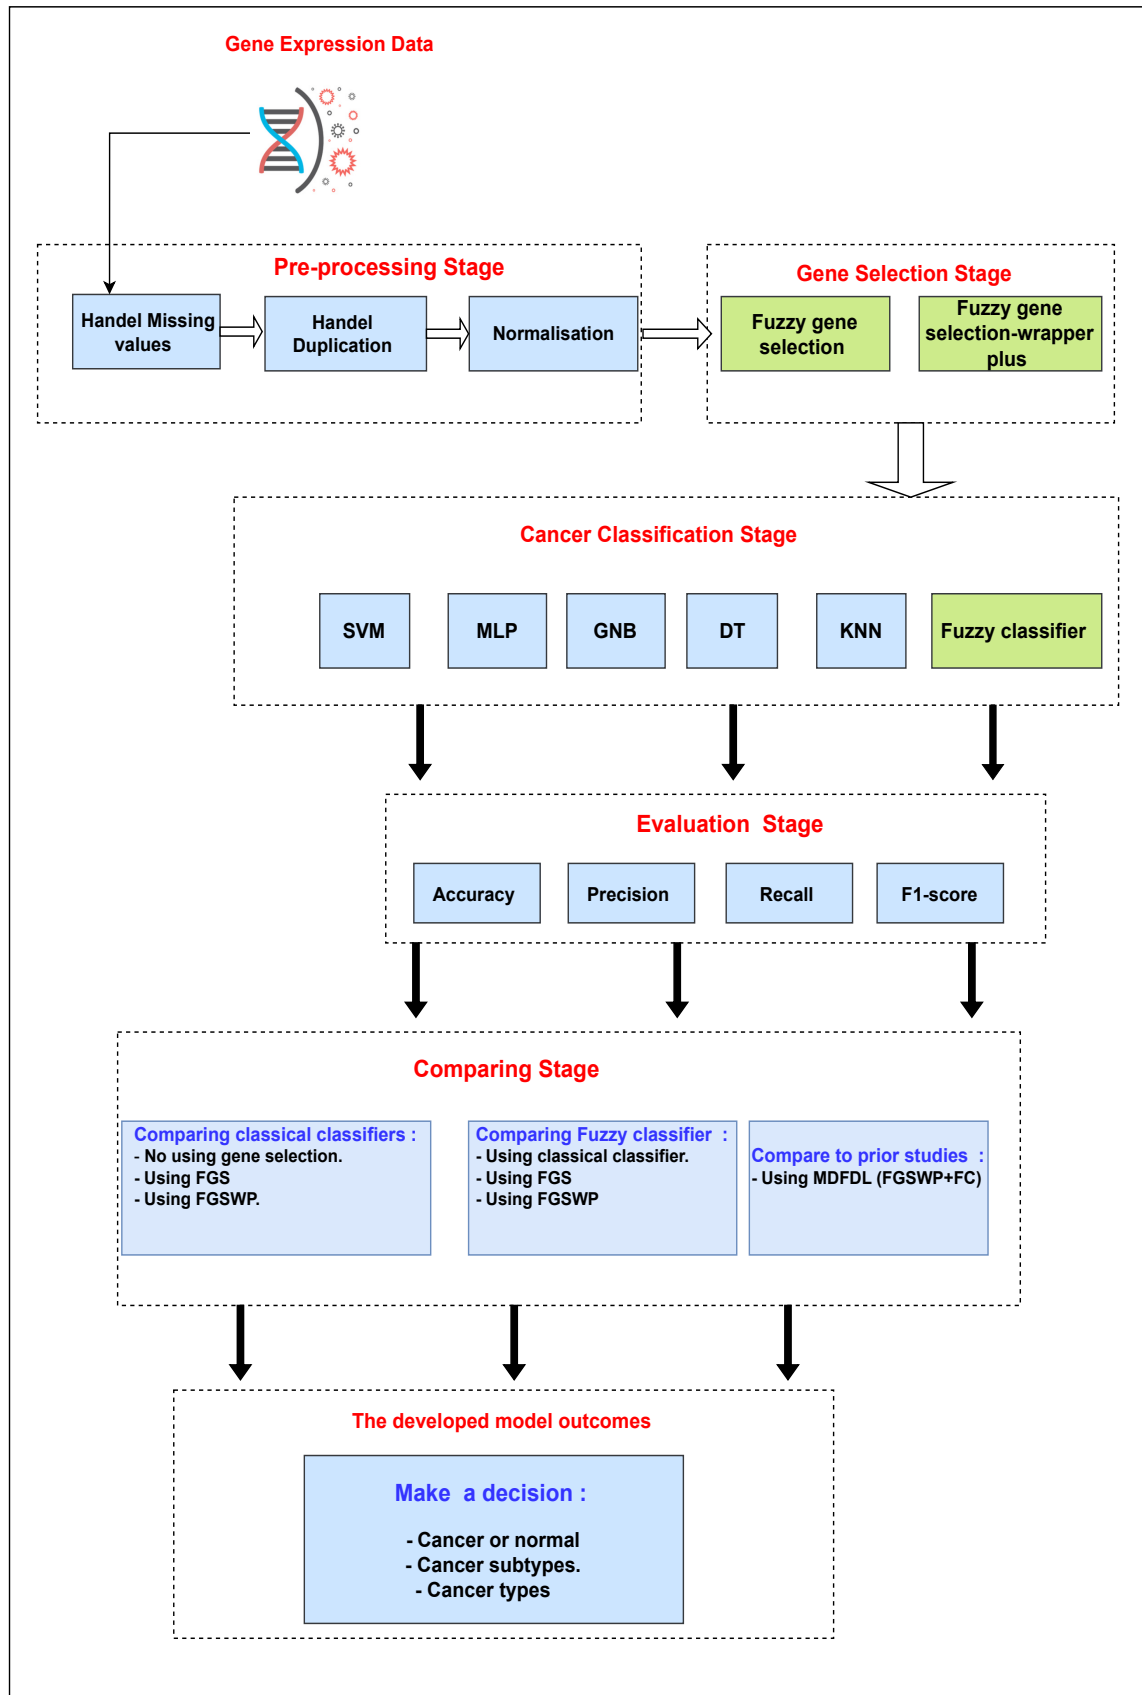 Gene Expression Data
Pre-processing Stage
Handel Missing
values
Handel
Duplication
Normalisation
Gene Selection Stage
Fuzzy gene
selection
Fuzzy gene
selection-wrapper
plus
Cancer Classification Stage
SVM
MLP
GNB
DT
KNN
Fuzzy classifier
Evaluation  Stage
Accuracy
Precision
Recall
F1-score
Comparing Stage
Comparing classical classifiers :
- No using gene selection.
- Using FGS
- Using FGSWP.
Comparing Fuzzy classifier  :
- Using classical classifier.
- Using FGS
- Using FGSWP
Compare to prior studies  :
- Using MDFDL (FGSWP+FC)
The developed model outcomes
Make  a decision :
- Cancer or normal
- Cancer subtypes.
- Cancer types